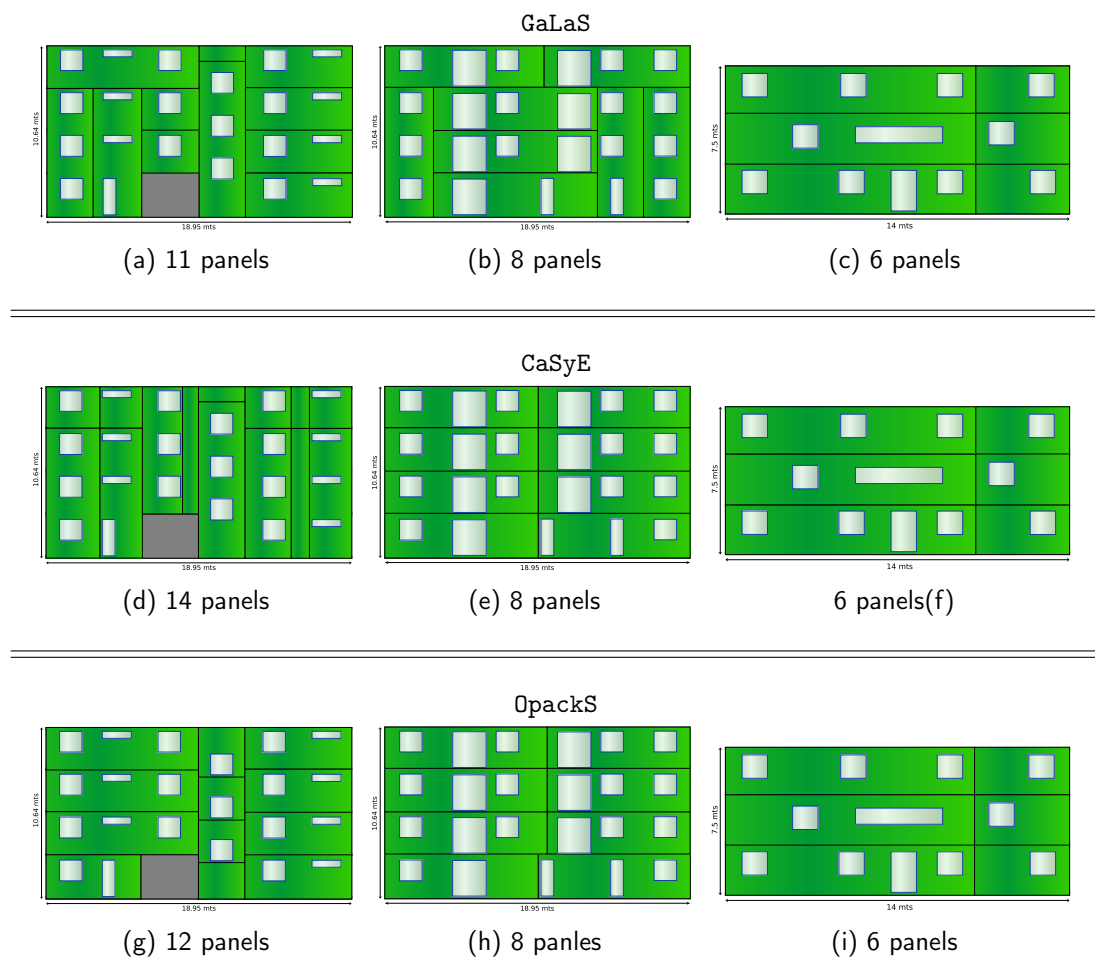 GaLaS
10.64 mts
18.95 mts
10.64 mts
18.95 mts
7.5 mts
14 mts
(a) 11 panels
(b) 8 panels
(c) 6 panels
CaSyE
10.64 mts
18.95 mts
10.64 mts
18.95 mts
7.5 mts
14 mts
(d) 14 panels
(e) 8 panels
6 panels(f)
OpackS
10.64 mts
18.95 mts
10.64 mts
18.95 mts
7.5 mts
14 mts
(g) 12 panels
(h) 8 panles
(i) 6 panels